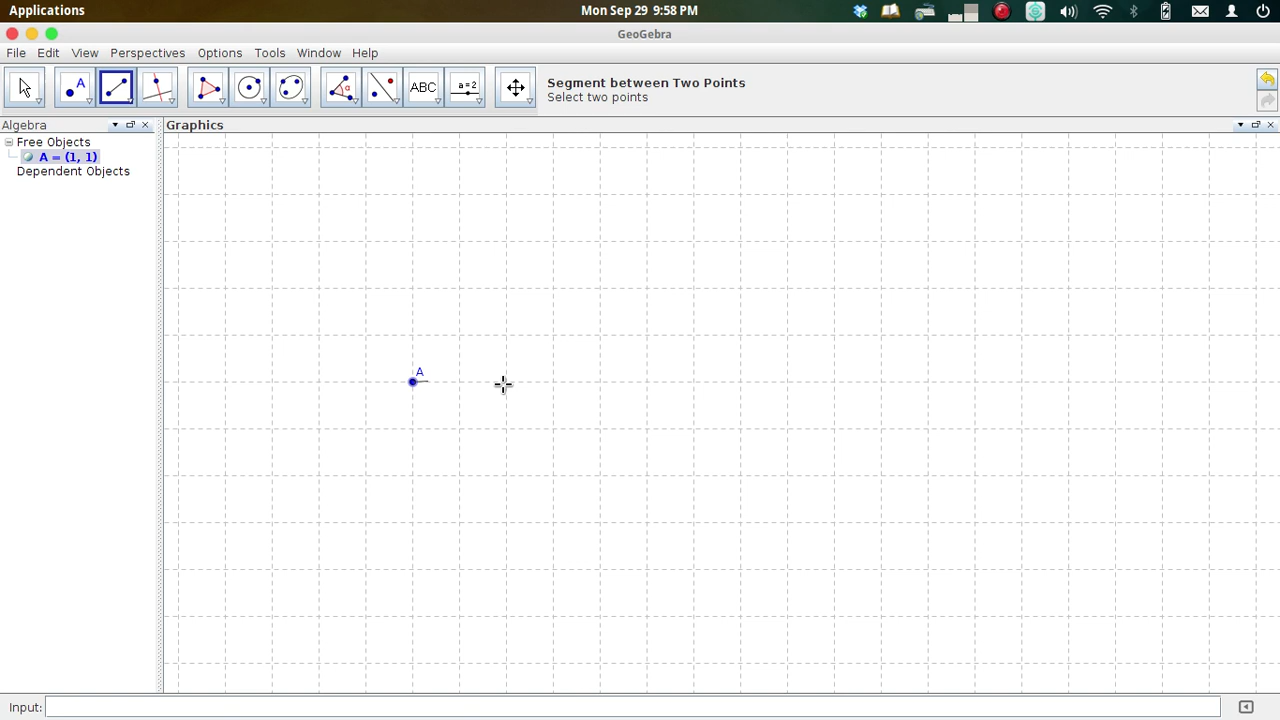 Applications
Mon Sep 29 9:58 PM
GeoGebra
File Edit View Perspectives Options Tools Window Help
A
α
ABC
a=2
Segment between Two Points
Select two points
Algebra
Graphics
Free Objects
A = (1, 1)
Dependent Objects
A
Input: